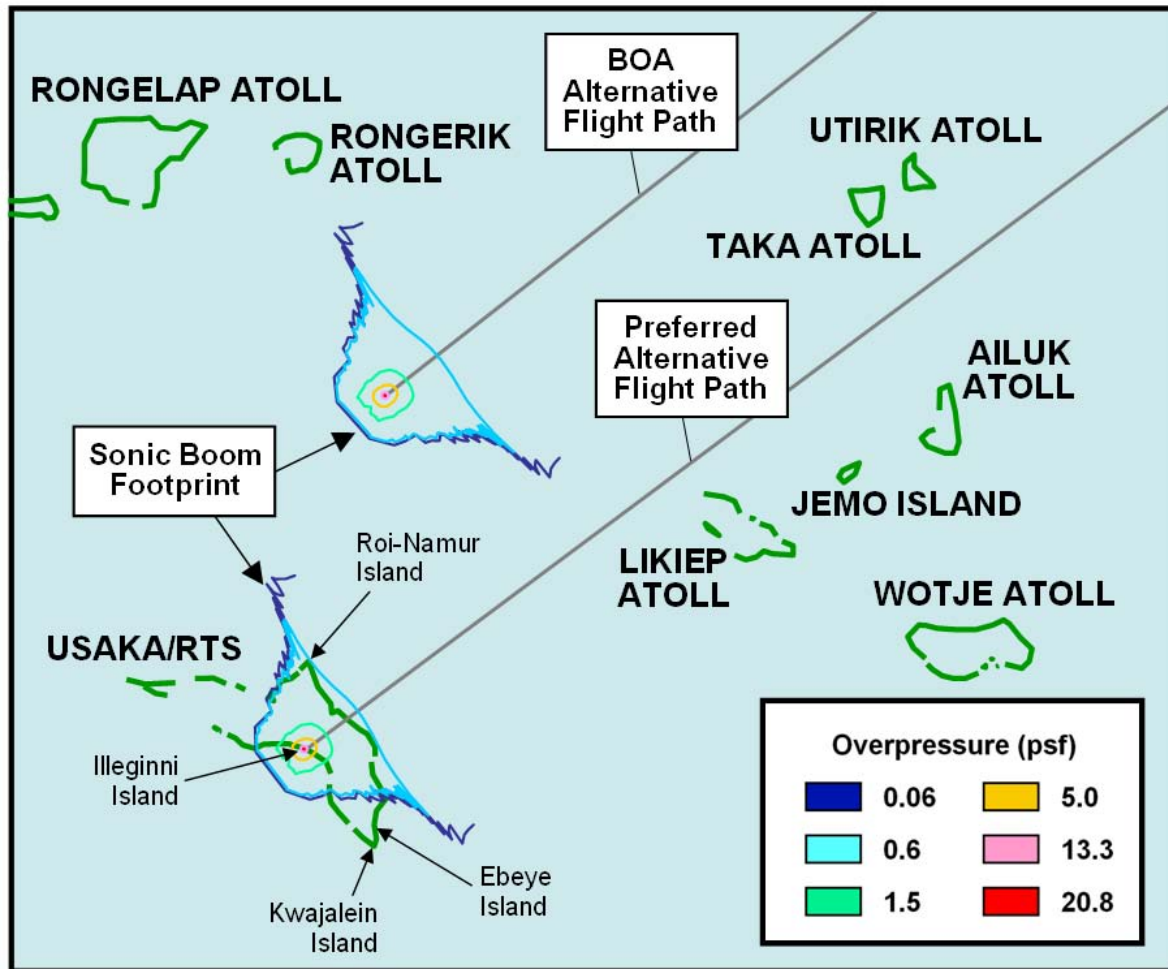 BOA
Alternative
Flight Path
RONGELAP ATOLL
RONGERIK
ATOLL
UTIRIK ATOLL
TAKA ATOLL
Preferred
Alternative
Flight Path
AILUK
ATOLL
Sonic Boom
Footprint
JEMO ISLAND
Roi-Namur
Island
LIKIEP
ATOLL
WOTJE ATOLL
USAKA/RTS
Illeginni
Island
Ebeye
Island
Kwajalein
Island
Overpressure (psf)
0.06
5.0
0.6
13.3
1.5
20.8